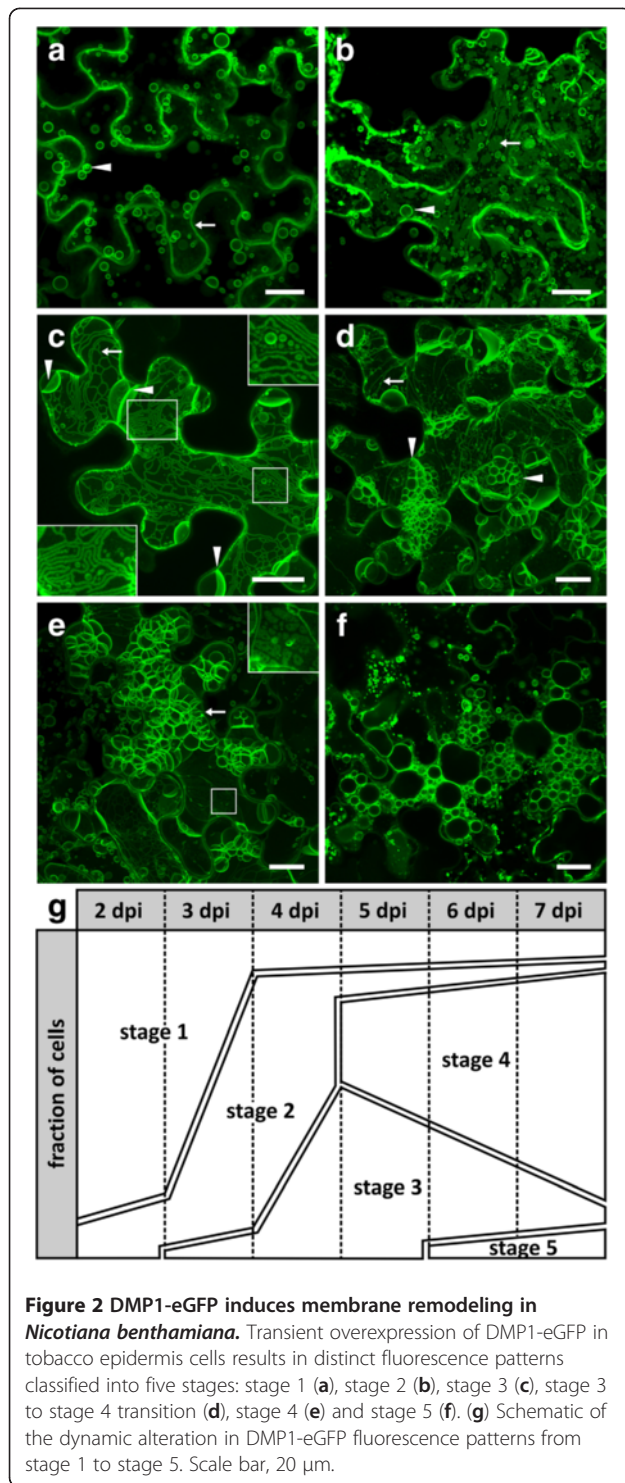 a
b
c
d
e
f
g
2 dpi 3 dpi 4 dpi 5 dpi 6 dpi 7 dpi
fraction of cells
stage 1
stage 2
stage 3
stage 4
stage 5
Figure 2 DMP1-eGFP induces membrane remodeling in
Nicotiana benthamiana. Transient overexpression of DMP1-eGFP in
tobacco epidermis cells results in distinct fluorescence patterns
classified into five stages: stage 1 (a), stage 2 (b), stage 3 (c), stage 3
to stage 4 transition (d), stage 4 (e) and stage 5 (f). (g) Schematic of
the dynamic alteration in DMP1-eGFP fluorescence patterns from
stage 1 to stage 5. Scale bar, 20 μm.